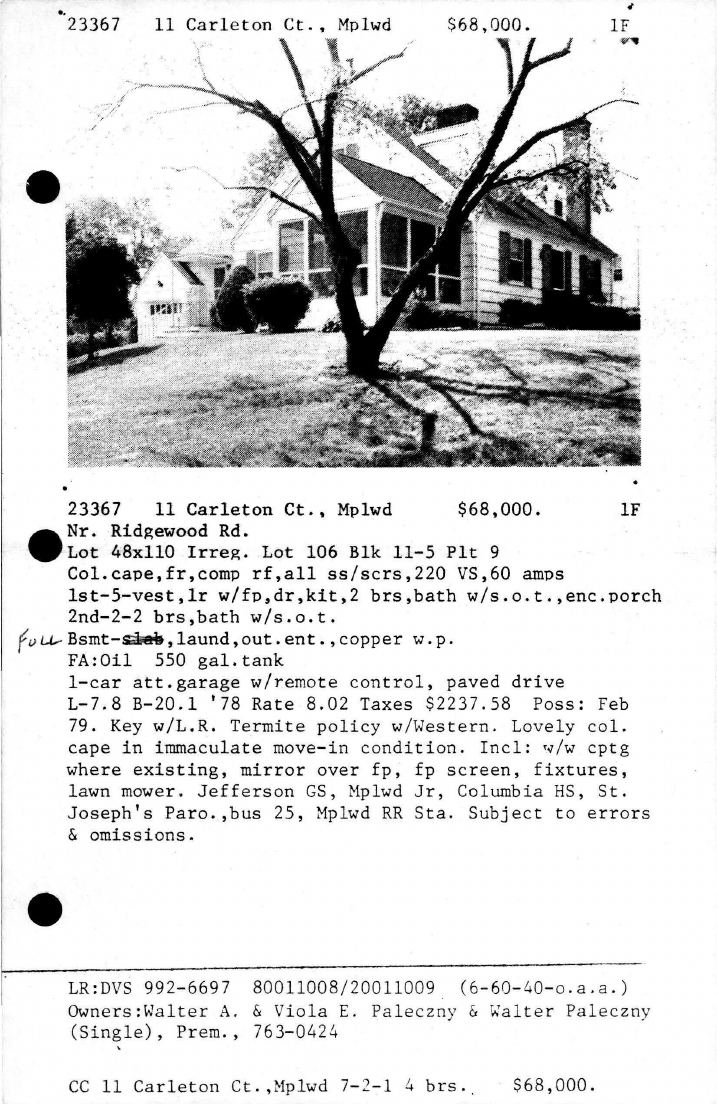 23367 11 Carleton Ct., Mplwd $68,000. 1F
23367 11 Carleton Ct., Mplwd $68,000. 1F
Nr. Ridgewood Rd.
Lot 48x110 Irreg. Lot 106 Blk 11-5 Plt 9
Col.cape,fr,comp rf,all ss/scrs,220 VS,60 amps
1st-5-vest,lr w/fp,dr,kit,2 brs,bath w/s.o.t.,enc.porch
2nd-2-2 brs,bath w/s.o.t.
Full Bsmt-slab,laund,out.ent.,copper w.p.
FA:Oil 550 gal.tank
1-car att.garage w/remote control, paved drive
L-7.8 B-20.1 '78 Rate 8.02 Taxes $2237.58 Poss: Feb
79. Key w/L.R. Termite policy w/Western. Lovely col.
cape in immaculate move-in condition. Incl: w/w cptg
where existing, mirror over fp, fp screen, fixtures,
lawn mower. Jefferson GS, Mplwd Jr, Columbia HS, St.
Joseph's Paro.,bus 25, Mplwd RR Sta. Subject to errors
& omissions.
LR:DVS 992-6697 80011008/20011009 (6-60-40-o.a.a.)
Owners:Walter A. & Viola E. Paleczny & Walter Paleczny
(Single), Prem., 763-0424
CC 11 Carleton Ct.,Mplwd 7-2-1 4 brs. $68,000.